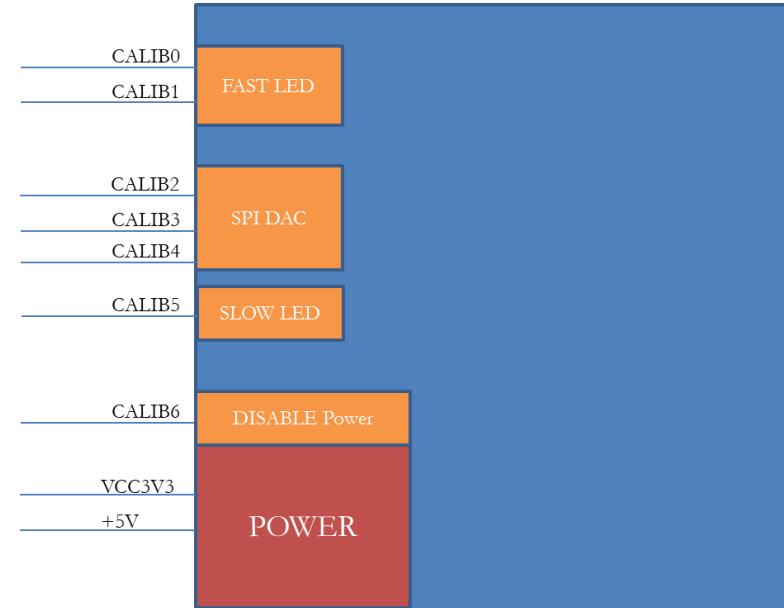 CALIB0
FAST LED
CALIB1
CALIB2
CALIB3
SPI DAC
CALIB4
CALIB5
SLOW LED
CALIB6
DISABLE Power
VCC3V3
+5V
POWER